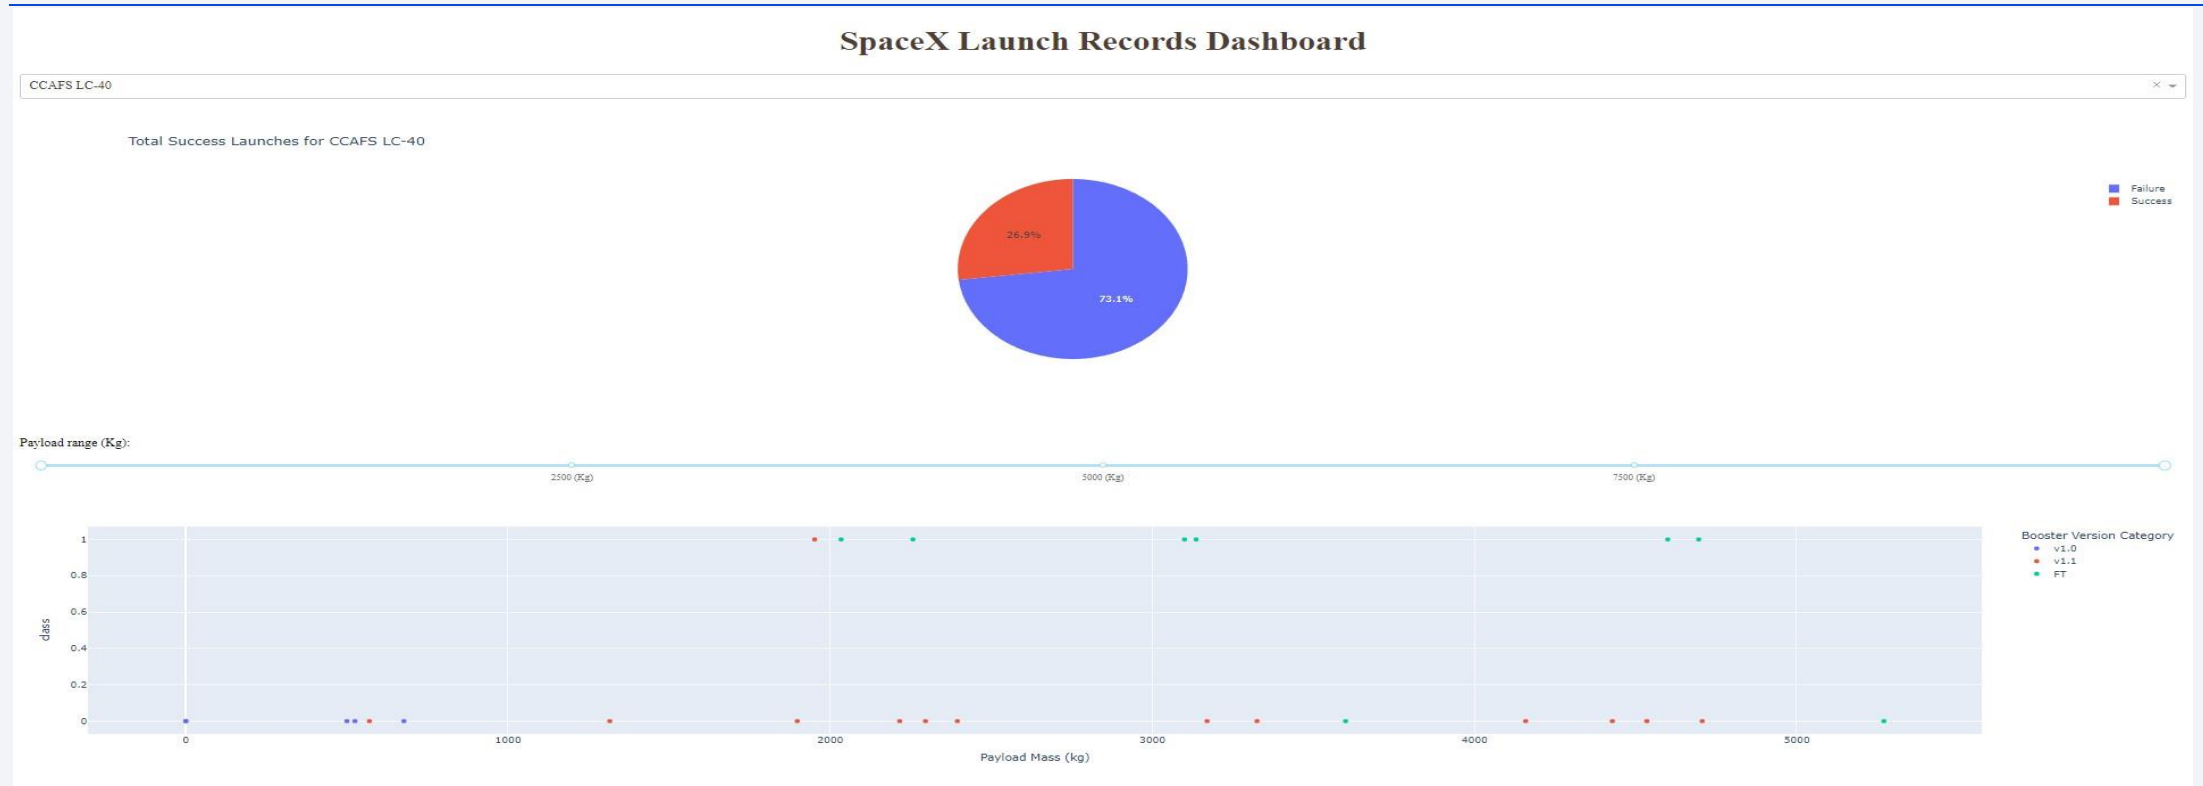 SpaceX Launch Records Dashboard
CCAFS LC-40
Total Success Launches for CCAFS LC-40
Failure
Success
26.9%
73.1%
Payload range (Kg):
2500 (Kg) 5000 (Kg) 7500 (Kg)
Booster Version Category
v1.0
v1.1
FT
1
0.8
0.6
0.4
0.2
0
class
0 1000 2000 3000 4000 5000
Payload Mass (kg)